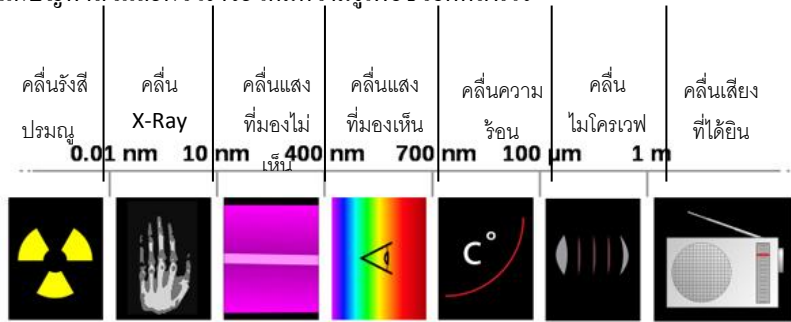 คลื่นรังสี
ปรมณู
คลื่น
X-Ray
คลื่นแสง
ที่มองไม่
เห็น
คลื่นแสง
ที่มองเห็น
คลื่นความ
ร้อน
คลื่น
ไมโครเวฟ
คลื่นเสียง
ที่ได้ยิน
0.01 nm 10 nm 400 nm 700 nm 100 µm 1 m
C°